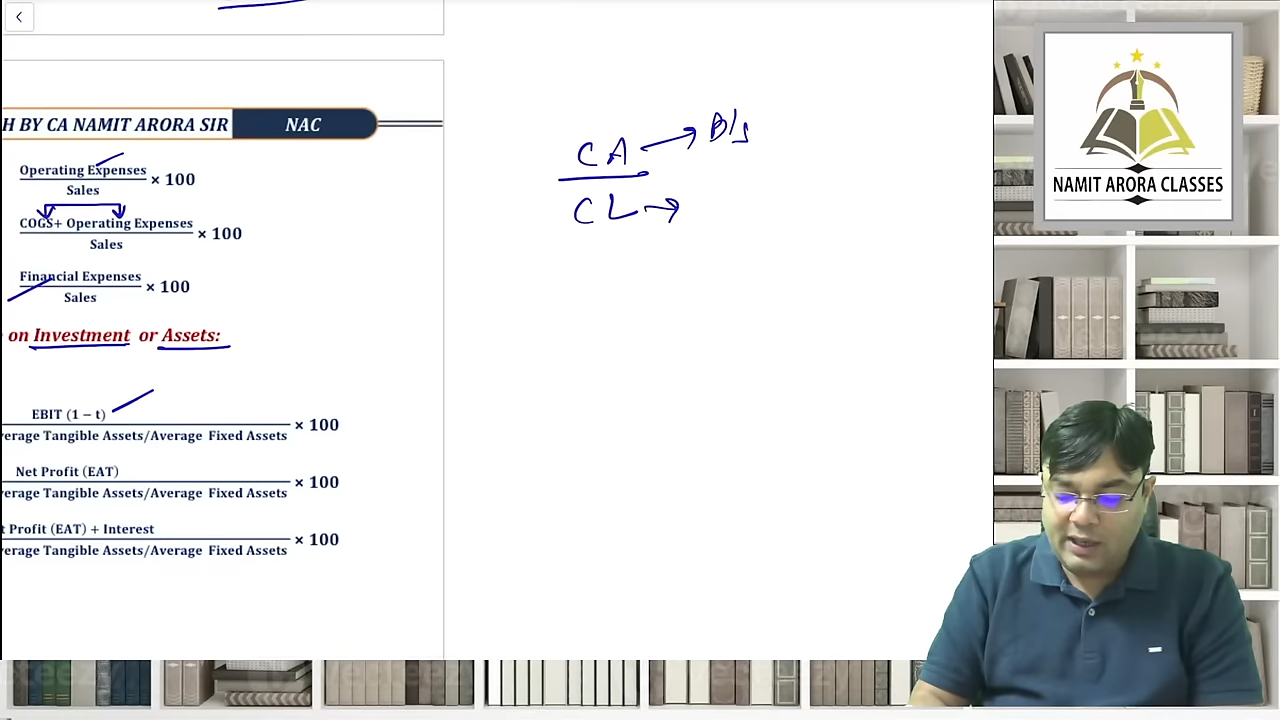 H BY CA NAMIT ARORA SIR NAC
Operating Expenses
Sales
× 100
COGS+ Operating Expenses
Sales
× 100
Financial Expenses
Sales
× 100
on Investment or Assets:
EBIT (1 − t)
verage Tangible Assets/Average Fixed Assets
× 100
Net Profit (EAT)
verage Tangible Assets/Average Fixed Assets
× 100
t Profit (EAT) + Interest
verage Tangible Assets/Average Fixed Assets
× 100
CA → B/s
CL →
NAMIT ARORA CLASSES